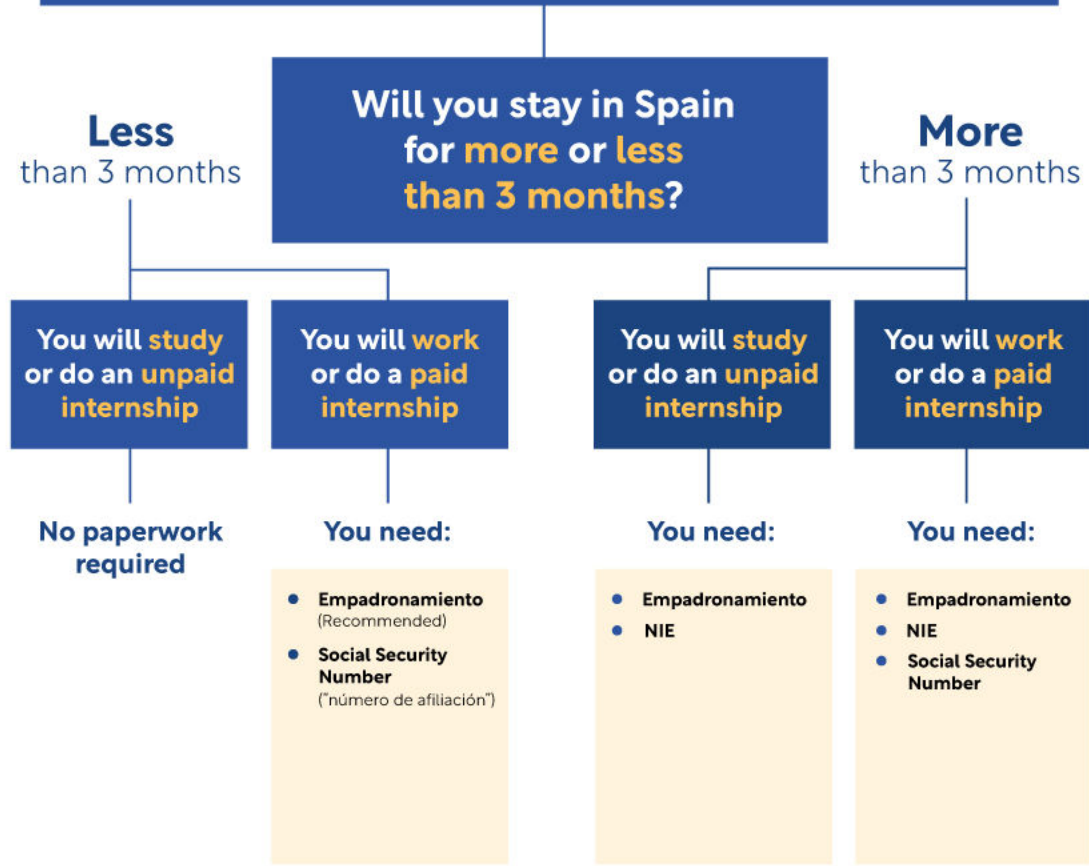 Will you stay in Spain
for more or less
than 3 months?
Less
than 3 months
More
than 3 months
You will study
or do an unpaid
internship
You will work
or do a paid
internship
You will study
or do an unpaid
internship
You will work
or do a paid
internship
No paperwork
required
You need:
• Empadronamiento
(Recommended)
• Social Security
Number
("número de afiliación")
You need:
• Empadronamiento
• NIE
You need:
• Empadronamiento
• NIE
• Social Security
Number